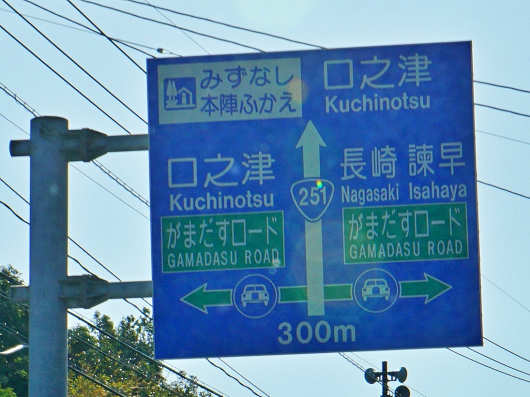 みずなし
本陣ふかえ
口之津
Kuchinotsu
口之津
Kuchinotsu
がまだすロード
GAMADASU ROAD
251
長崎 諫早
Nagasaki Isahaya
がまだすロード
GAMADASU ROAD
300m